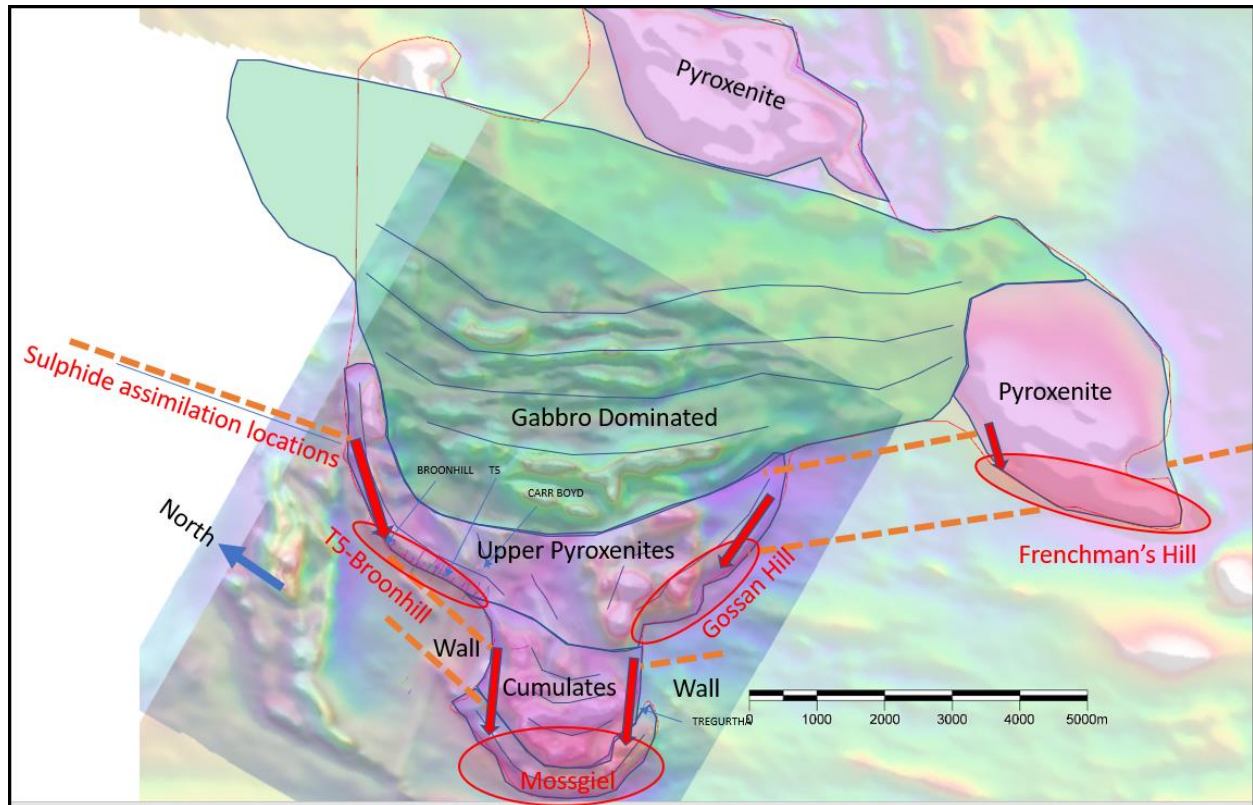 Pyroxenite
Sulphide assimilation locations
Pyroxenite
Gabbro Dominated
BROONHILL
T5
CARR BOYD
North
T5-Broonhill
Upper Pyroxenites
Gossan Hill
Frenchman's Hill
Wall
Cumulates
Wall
TREGURTHA
0 1000 2000 3000 4000 5000m
Mossgiel